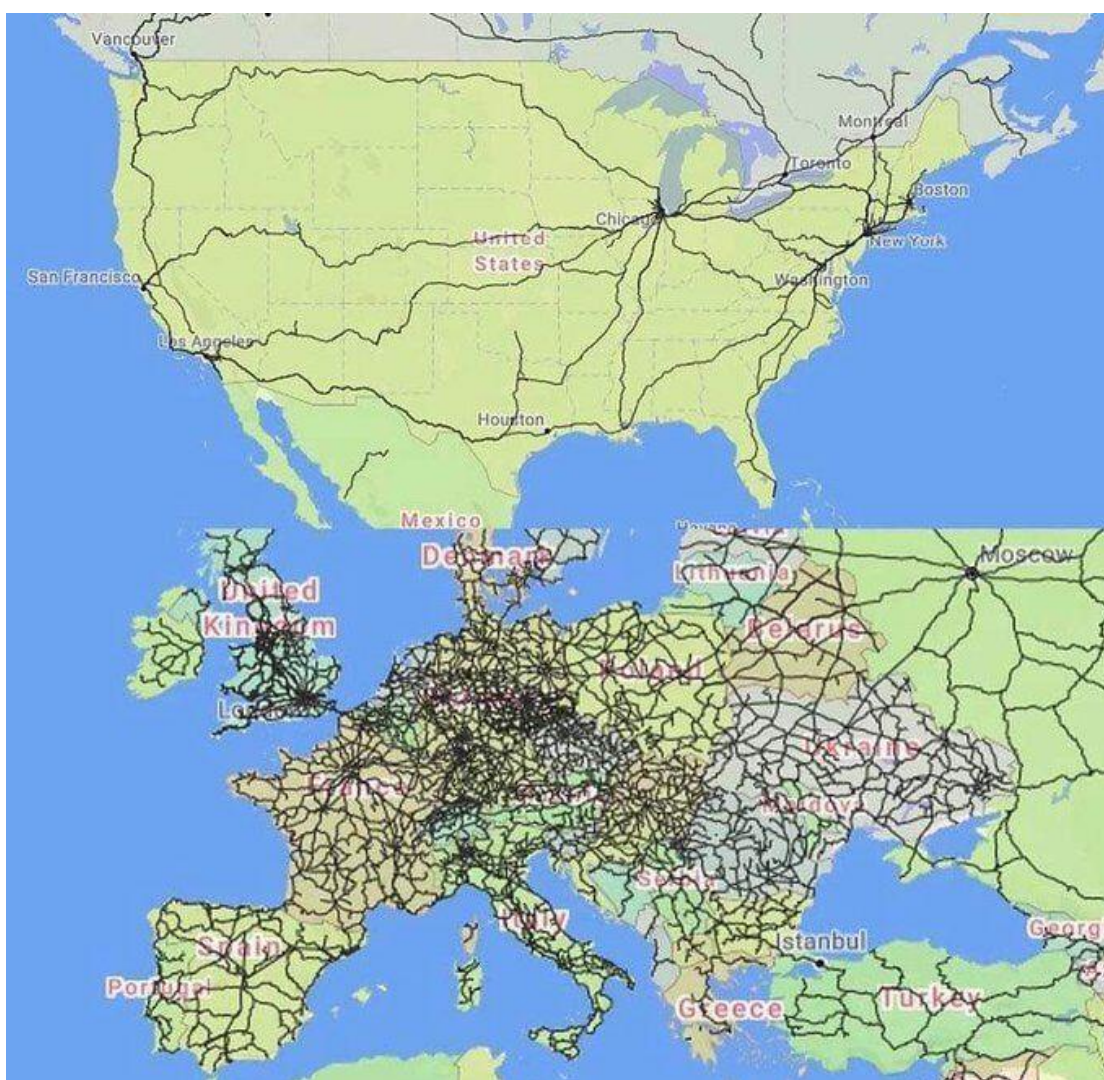 Vancouver
Montreal
Toronto
Boston
Chicago
New York
United
States
Washington
San Francisco
Los Angeles
Houston
Mexico
Denmark
Moscow
Lithuania
United
Kingdom
Belarus
Poland
Ukraine
France
Moldova
Serbia
Italy
Spain
Istanbul
Georgi
Portugal
Greece
Turkey